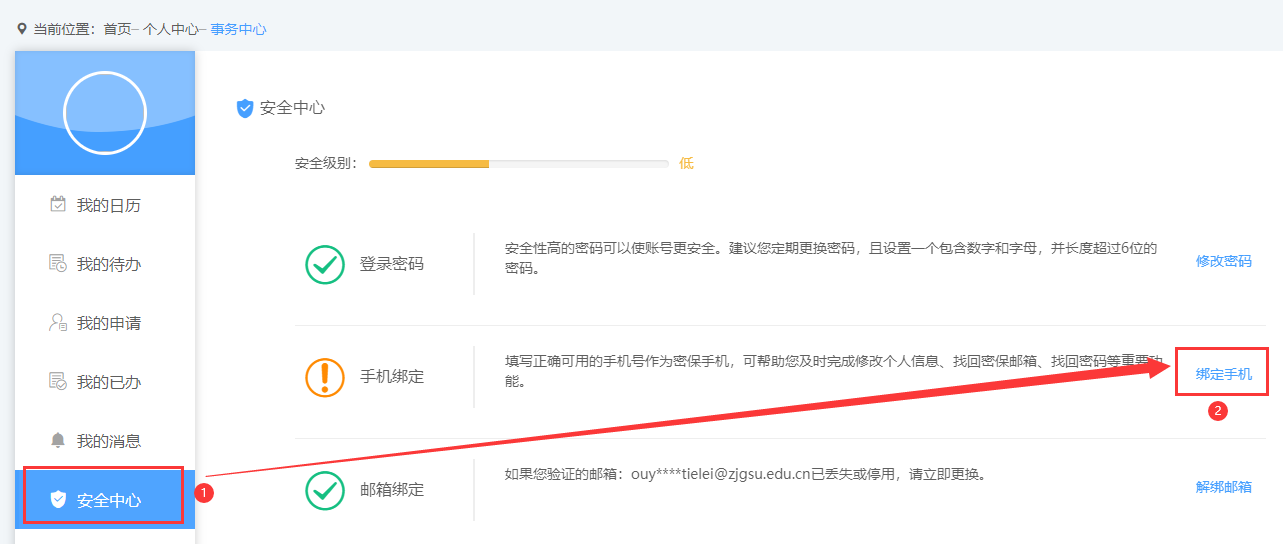 当前位置：首页– 个人中心– 事务中心
安全中心
安全级别：
低
我的日历
我的待办
我的申请
我的已办
我的消息
安全中心
1
登录密码
安全性高的密码可以使账号更安全。建议您定期更换密码，且设置一个包含数字和字母，并长度超过6位的
密码。
修改密码
手机绑定
填写正确可用的手机号作为密保手机，可帮助您及时完成修改个人信息、找回密保邮箱、找回密码等重要功
能。
绑定手机
2
邮箱绑定
如果您验证的邮箱：ouy****tielei@zjgsu.edu.cn已丢失或停用，请立即更换。
解绑邮箱